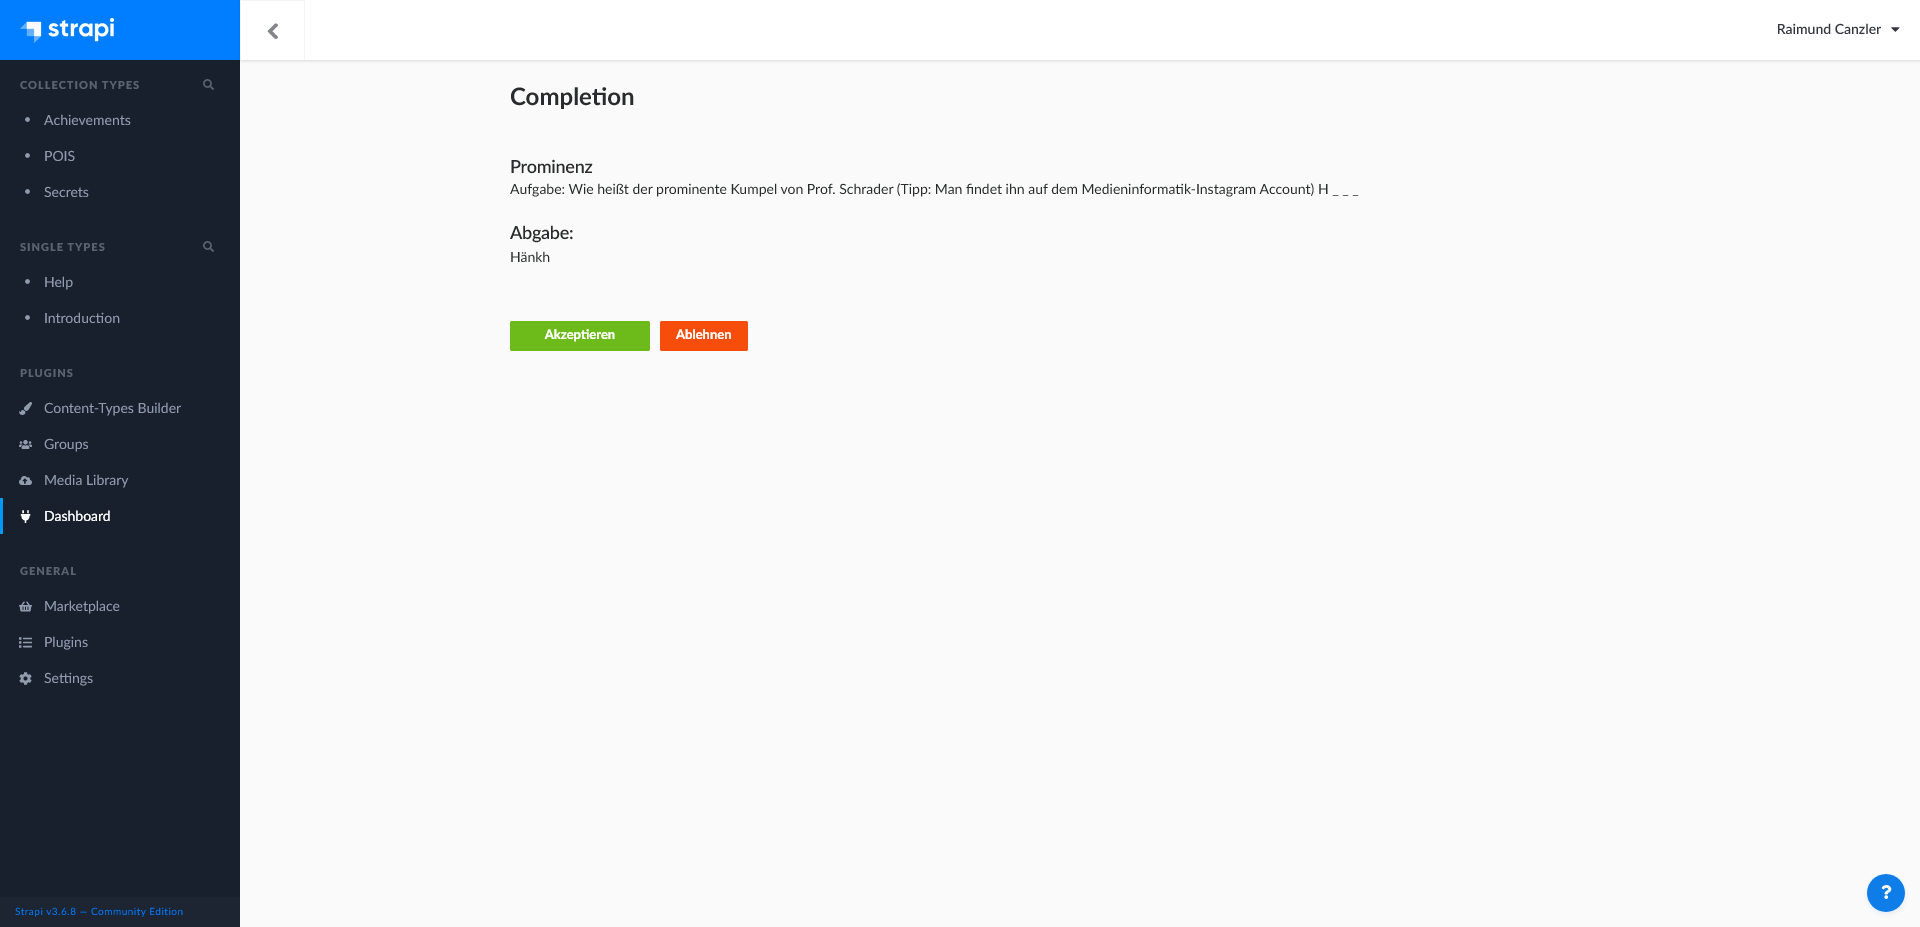 strapi
Raimund Canzler
COLLECTION TYPES
Achievements
POIS
Secrets
SINGLE TYPES
Help
Introduction
PLUGINS
Content-Types Builder
Groups
Media Library
Dashboard
GENERAL
Marketplace
Plugins
Settings
Strapi v3.6.8 — Community Edition
Completion
Prominenz
Aufgabe: Wie heißt der prominente Kumpel von Prof. Schrader (Tipp: Man findet ihn auf dem Medieninformatik-Instagram Account) H _ _ _
Abgabe:
Hänkh
Akzeptieren
Ablehnen
?